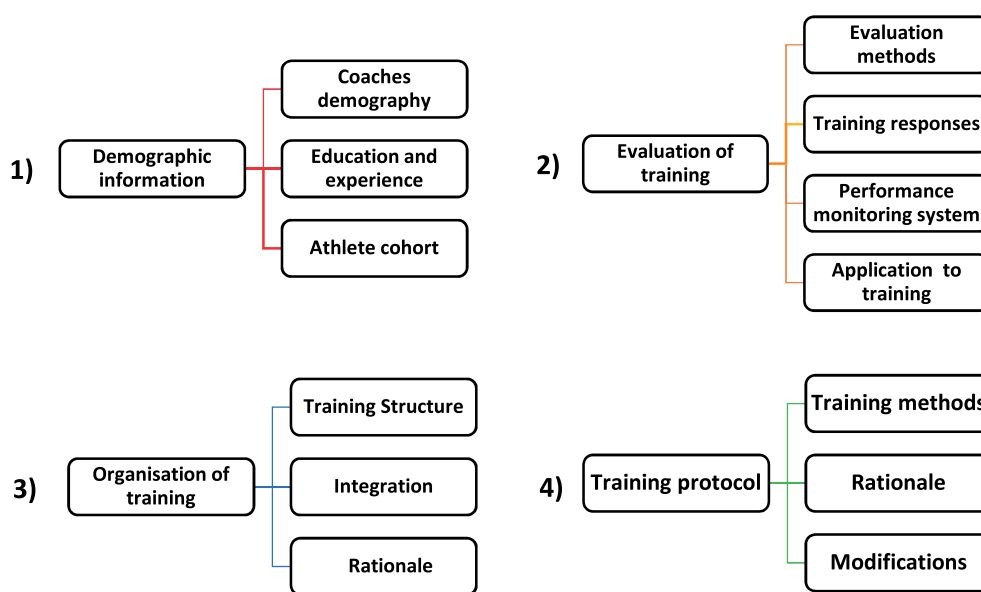 1)
Demographic
information
Coaches
demography
Education and
experience
Athlete cohort
2)
Evaluation of
training
Evaluation
methods
Training responses
Performance
monitoring system
Application to
training
3)
Organisation of
training
Training Structure
Integration
Rationale
4)
Training protocol
Training methods
Rationale
Modifications